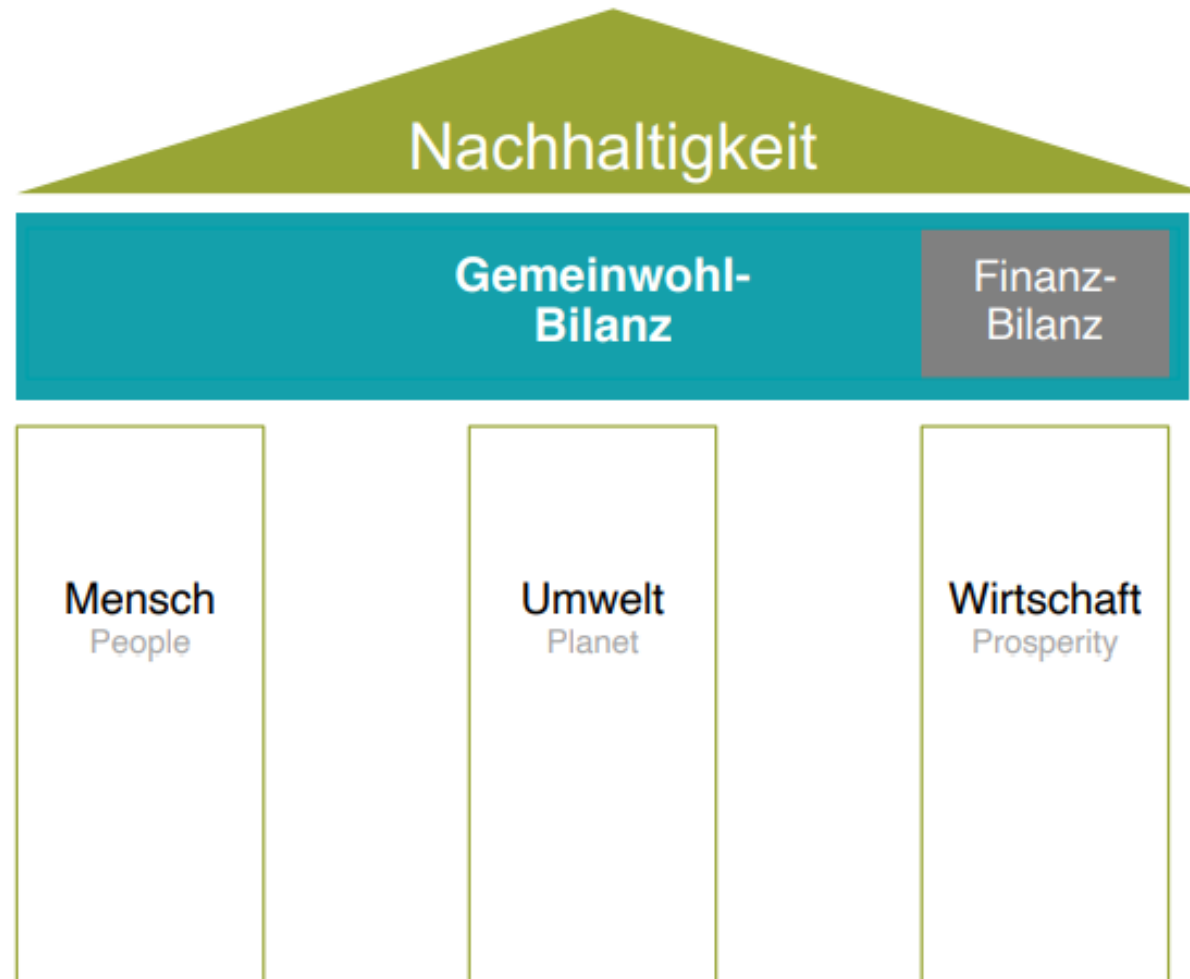 Nachhaltigkeit
Gemeinwohl-
Bilanz
Finanz-
Bilanz
Mensch
People
Umwelt
Planet
Wirtschaft
Prosperity